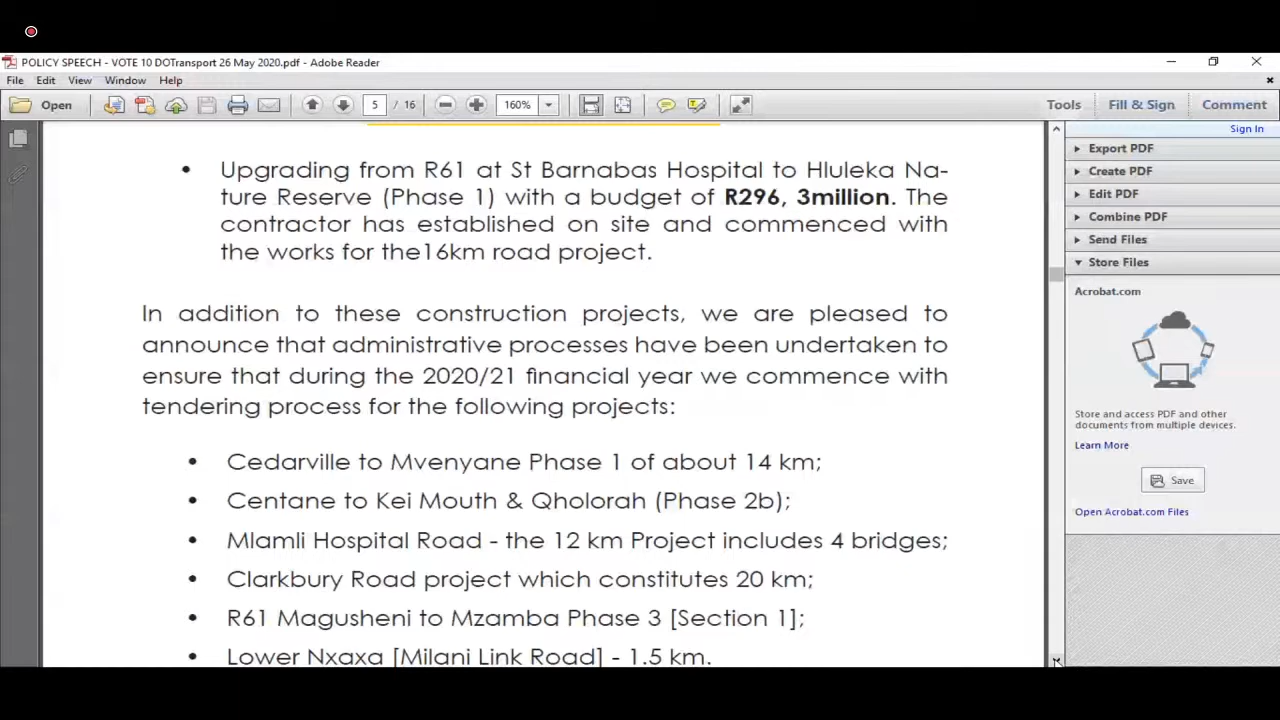 POLICY SPEECH - VOTE 10 DOTransport 26 May 2020.pdf - Adobe Reader
File Edit View Window Help
Open 5 / 16 160% Tools Fill & Sign Comment
Sign In
Export PDF
Create PDF
Edit PDF
Combine PDF
Send Files
Store Files
Acrobat.com
Store and access PDF and other
documents from multiple devices.
Learn More
Save
Open Acrobat.com Files
• Upgrading from R61 at St Barnabas Hospital to Hluleka Na-
ture Reserve (Phase 1) with a budget of R296, 3million. The
contractor has established on site and commenced with
the works for the16km road project.
In addition to these construction projects, we are pleased to
announce that administrative processes have been undertaken to
ensure that during the 2020/21 financial year we commence with
tendering process for the following projects:
• Cedarville to Mvenyane Phase 1 of about 14 km;
• Centane to Kei Mouth & Qholorah (Phase 2b);
• Mlamli Hospital Road - the 12 km Project includes 4 bridges;
• Clarkbury Road project which constitutes 20 km;
• R61 Magusheni to Mzamba Phase 3 [Section 1];
• Lower Nxaxa [Milani Link Road] - 1.5 km.